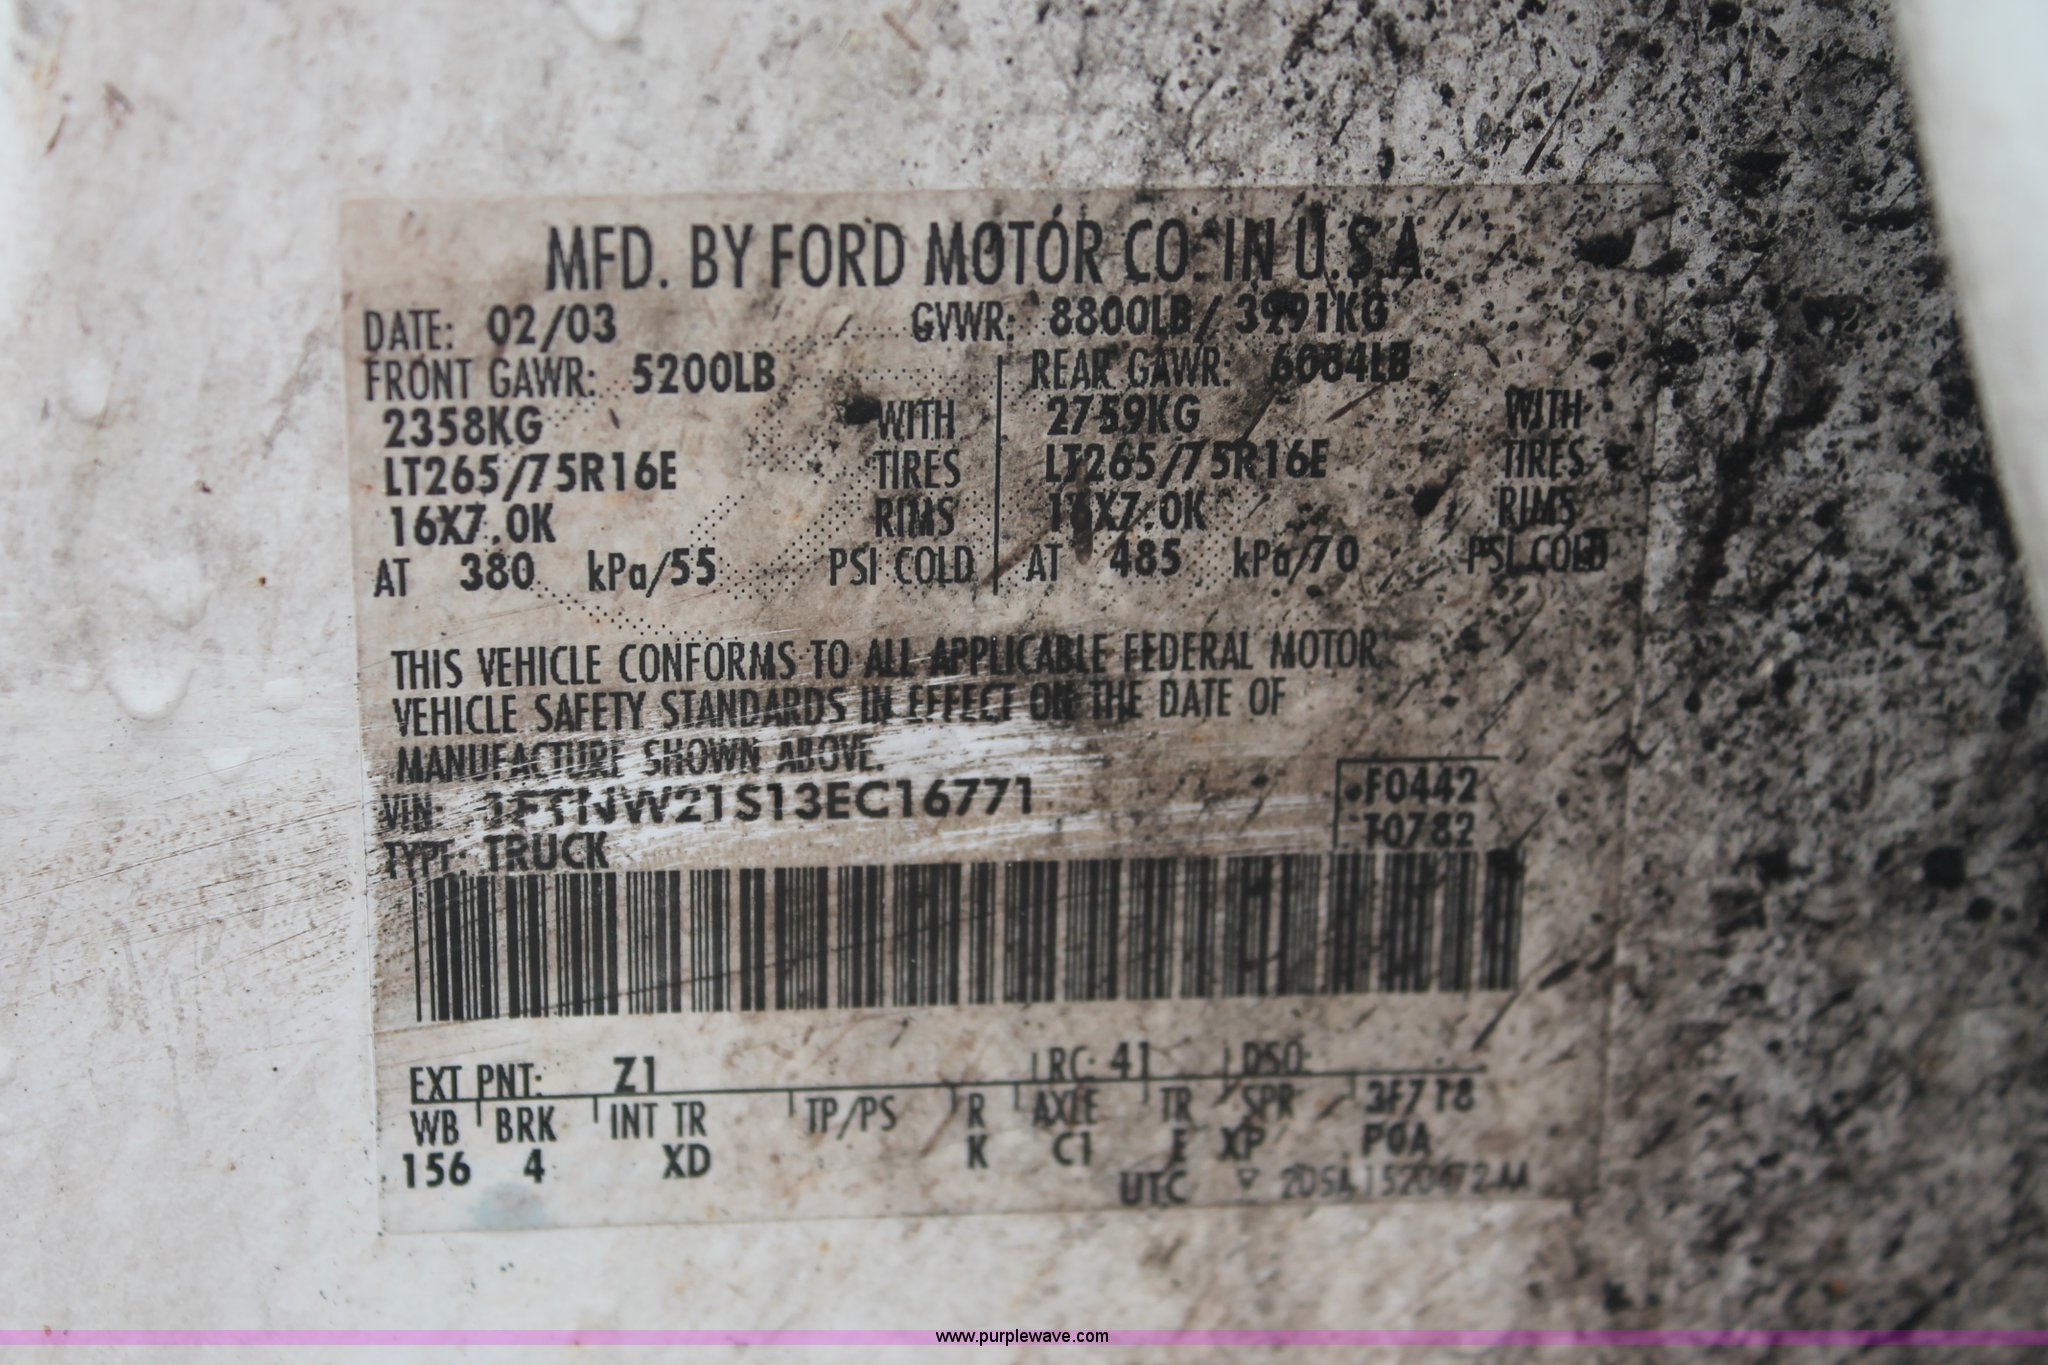 MFD. BY FORD MOTOR CO. IN U.S.A.
DATE: 02/03 GVWR: 8800LB/ 3991KG
FRONT GAWR: 5200LB REAR GAWR: 6084LB
2358KG WITH 2759KG WITH
LT265/75R16E TIRES LT265/75R16E TIRES
16X7.0K RIMS 16X7.0K RIMS
AT 380 kPa/55 PSI COLD AT 485 kPa/70 PSI COLD
THIS VEHICLE CONFORMS TO ALL APPLICABLE FEDERAL MOTOR
VEHICLE SAFETY STANDARDS IN EFFECT ON THE DATE OF
MANUFACTURE SHOWN ABOVE.
VIN: 1FTNW21S13EC16771 F0442
TYPE: TRUCK T0782
EXT PNT: Z1 RC: 41 DSO:
WB BRK INT TR TP/PS R AXLE TR SPR
156 4 XD K C1 E XP
UTC
www.purplewave.com